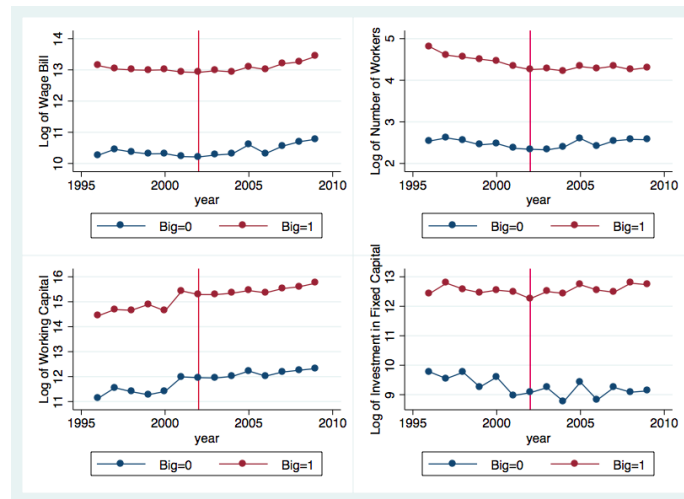 Log of Wage Bill
14
13
12
11
10
1995 2000 2005 2010
year
Big=0 Big=1
Log of Number of Workers
5
4
3
2
1995 2000 2005 2010
year
Big=0 Big=1
Log of Working Capital
16
15
14
13
12
11
1995 2000 2005 2010
year
Big=0 Big=1
Log of Investment in Fixed Capital
13
12
11
10
9
1995 2000 2005 2010
year
Big=0 Big=1